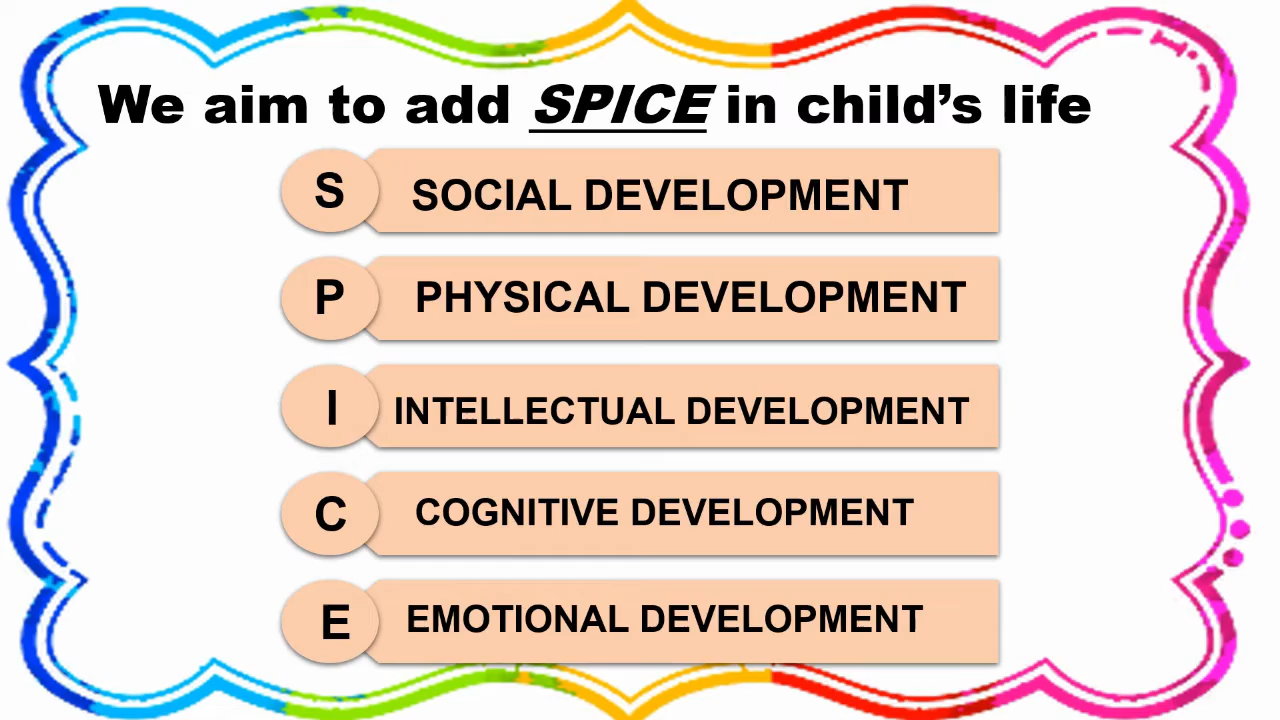 We aim to add SPICE in child’s life
S SOCIAL DEVELOPMENT
P PHYSICAL DEVELOPMENT
I INTELLECTUAL DEVELOPMENT
C COGNITIVE DEVELOPMENT
E EMOTIONAL DEVELOPMENT